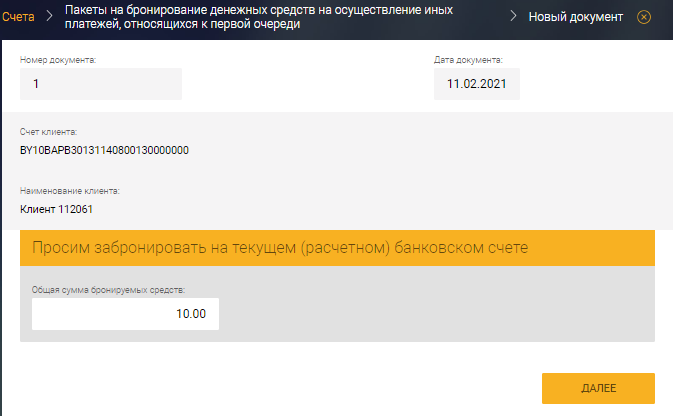 Счета
Пакеты на бронирование денежных средств на осуществление иных
платежей, относящихся к первой очереди
Новый документ
Номер документа:
Дата документа:
1
11.02.2021
Счет клиента:
BY10BAPB30131140800130000000
Наименование клиента:
Клиент 112061
Просим забронировать на текущем (расчетном) банковском счете
Общая сумма бронируемых средств:
10.00
ДАЛЕЕ